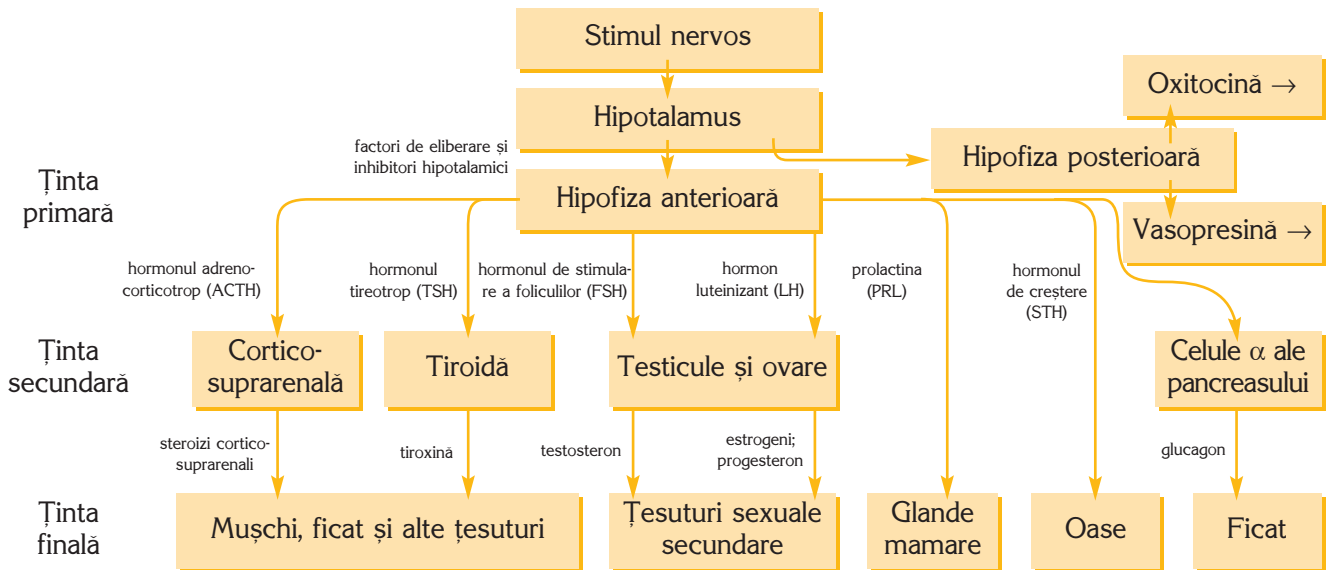 Stimul nervos
Oxitocină →
Hipotalamus
factori de eliberare și
inhibitori hipotalamici
Hipofiza posterioară
Ținta
primară
Hipofiza anterioară
Vasopresină →
hormonul adreno-
corticotrop (ACTH)
hormonul
tireotrop (TSH)
hormonul de stimula-
re a foliculilor (FSH)
hormon
luteinizant (LH)
prolactina
(PRL)
hormonul
de creștere
(STH)
Ținta
secundară
Cortico-
suprarenală
Tiroidă
Testicule și ovare
Celule α ale
pancreasului
steroizi cortico-
suprarenali
tiroxină
testosteron
estrogeni;
progesteron
glucagon
Ținta
finală
Mușchi, ficat și alte țesuturi
Țesuturi sexuale
secundare
Glande
mamare
Oase
Ficat